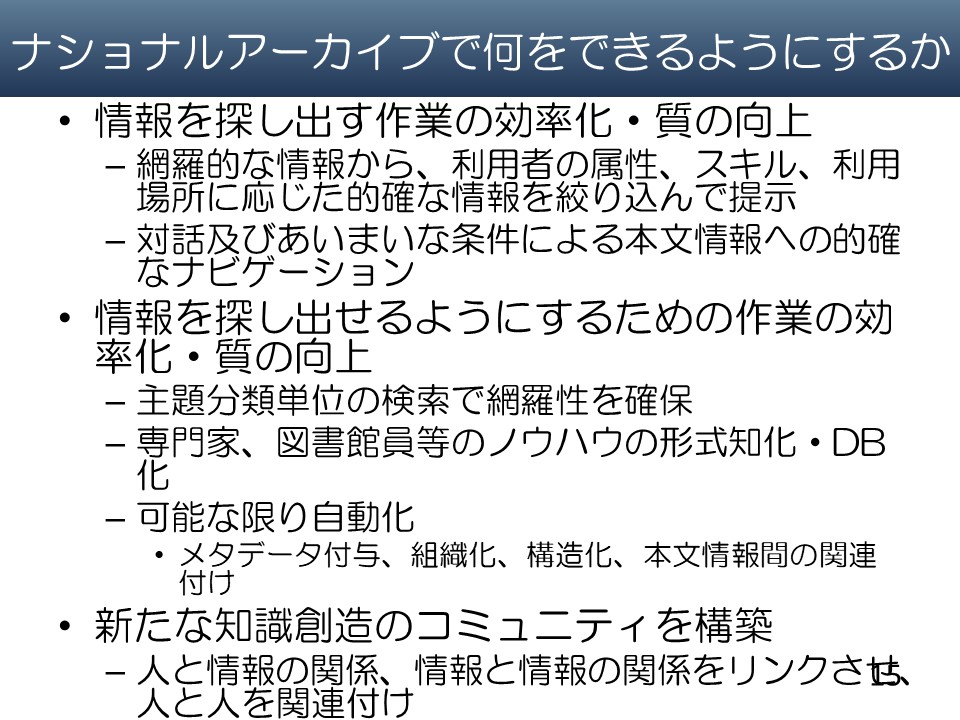 ナショナルアーカイブで何をできるようにするか
• 情報を探し出す作業の効率化・質の向上
– 網羅的な情報から、利用者の属性、スキル、利用
場所に応じた的確な情報を絞り込んで提示
– 対話及びあいまいな条件による本文情報への的確
なナビゲーション
• 情報を探し出せるようにするための作業の効
率化・質の向上
– 主題分類単位の検索で網羅性を確保
– 専門家、図書館員等のノウハウの形式知化・DB
化
– 可能な限り自動化
• メタデータ付与、組織化、構造化、本文情報間の関連
付け
• 新たな知識創造のコミュニティを構築
– 人と情報の関係、情報と情報の関係をリンクさせ、
人と人を関連付け
15